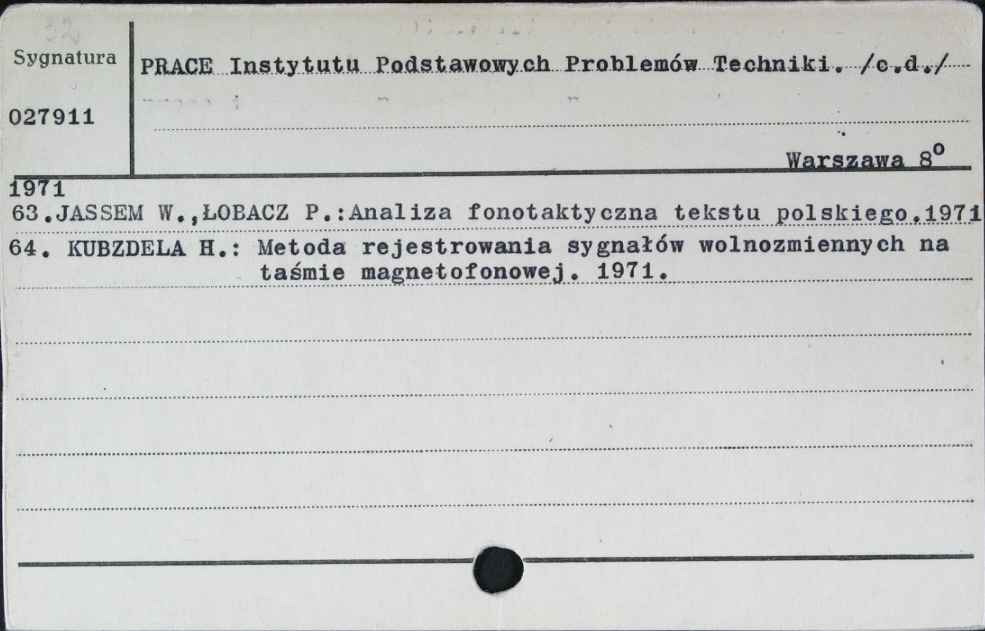 Sygnatura
PRACE Instytutu Podstawowych Problemów Techniki. /c.d./
027911
Warszawa 8°
1971
63.JASSEM W.,ŁOBACZ P.:Analiza fonotaktyczna tekstu polskiego.1971
64. KUBZDELA H.: Metoda rejestrowania sygnałów wolnozmiennych na
taśmie magnetofonowej. 1971.